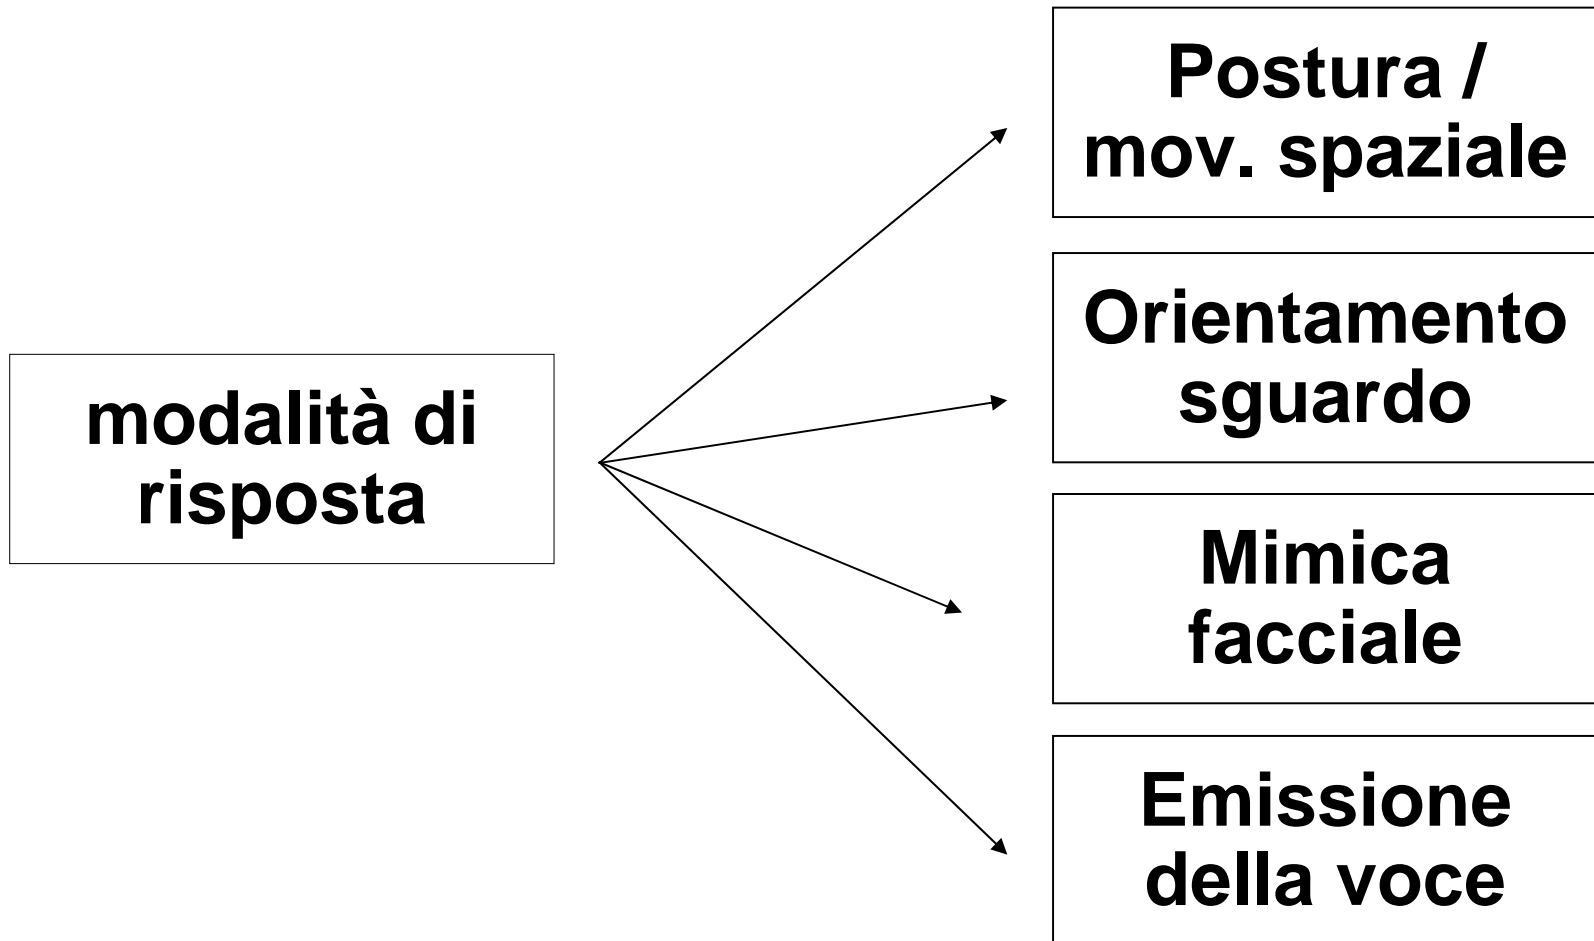 Postura /
mov. spaziale
Orientamento
sguardo
modalità di
risposta
Mimica
facciale
Emissione
della voce